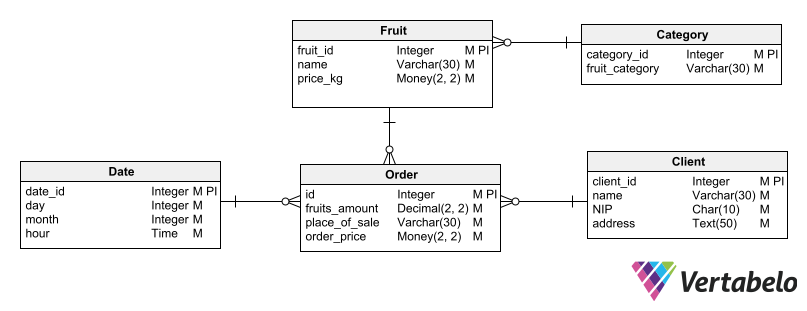 Fruit
fruit_id Integer M PI
name Varchar(30) M
price_kg Money(2, 2) M
Category
category_id Integer M PI
fruit_category Varchar(30) M
Date
date_id Integer M PI
day Integer M
month Integer M
hour Time M
Order
id Integer M PI
fruits_amount Decimal(2, 2) M
place_of_sale Varchar(30) M
order_price Money(2, 2) M
Client
client_id Integer M PI
name Varchar(30) M
NIP Char(10) M
address Text(50) M
Vertabelo